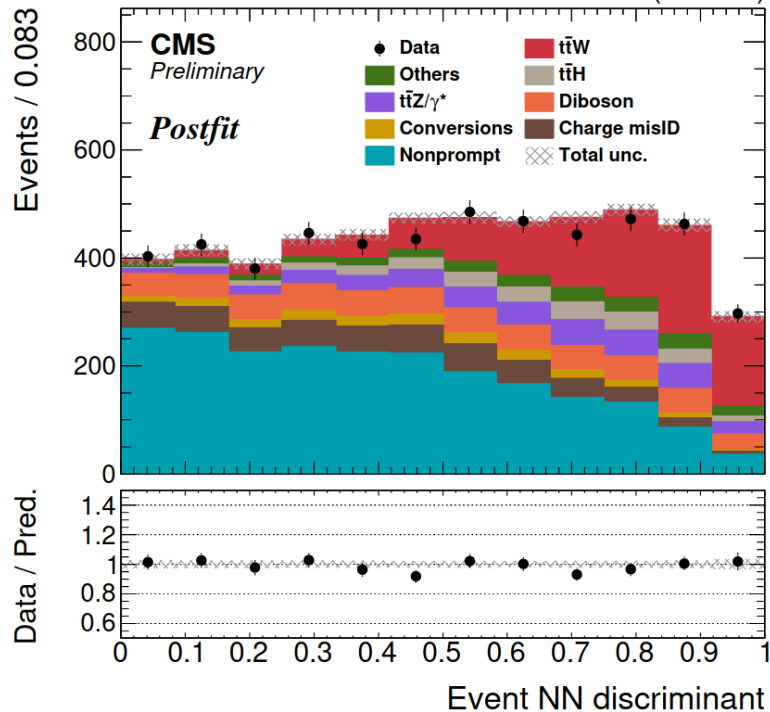 CMS
Preliminary
Postfit
Data
Others
tt̄Z/γ*
Conversions
Nonprompt
tt̄W
tt̄H
Diboson
Charge misID
Total unc.
Events / 0.083
800
600
400
200
0
Data / Pred.
1.4
1.2
1
0.8
0.6
0 0.1 0.2 0.3 0.4 0.5 0.6 0.7 0.8 0.9 1
Event NN discriminant